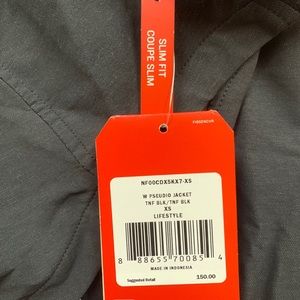 SLIM FIT
COUPE SLIM
NF00CDX5KX7-XS
W PSEUDIO JACKET
TNF BLK/TNF BLK
XS
LIFESTYLE
8 88655 70085 4
MADE IN INDONESIA
Suggested Retail 150.00